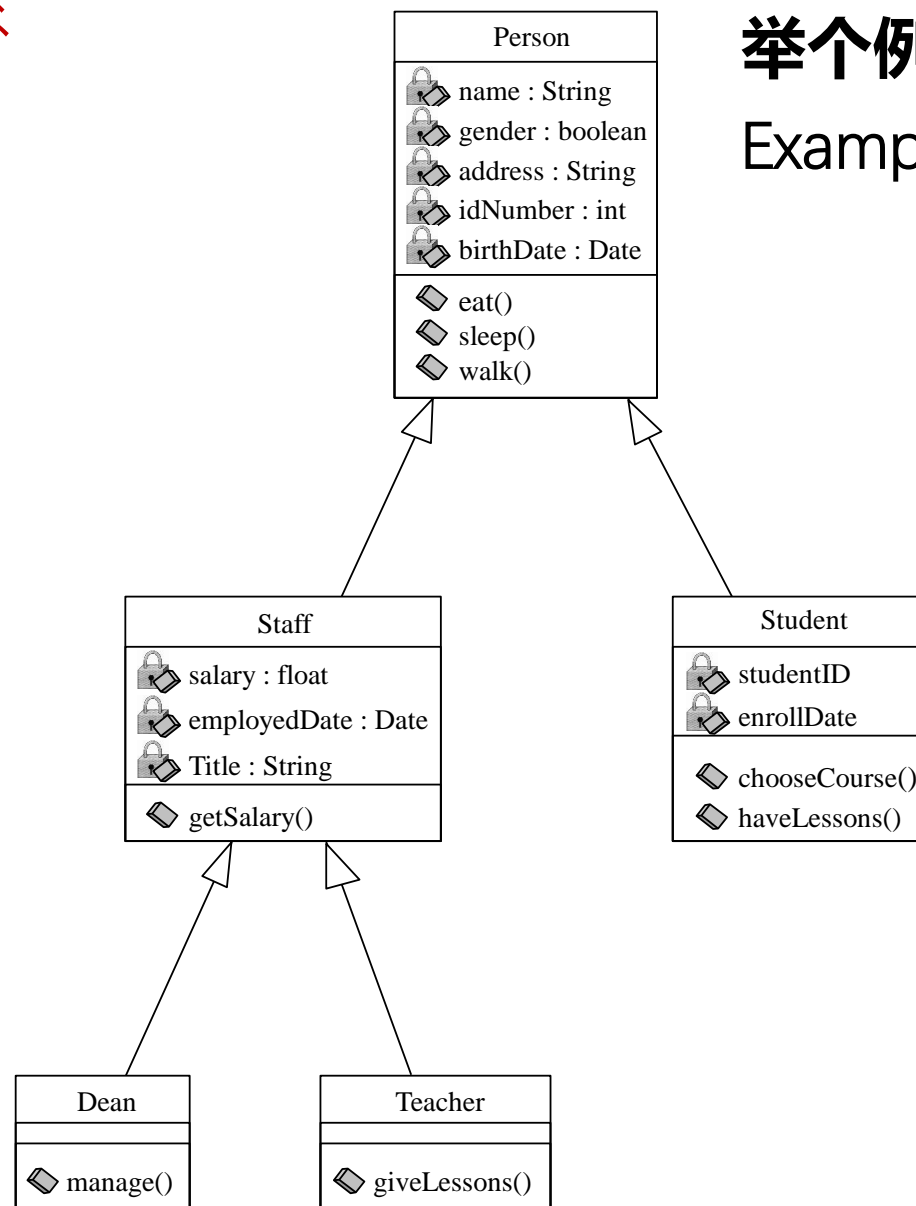 举个例
Examp
Person
name : String
gender : boolean
address : String
idNumber : int
birthDate : Date
eat()
sleep()
walk()
Staff
salary : float
employedDate : Date
Title : String
getSalary()
Student
studentID
enrollDate
chooseCourse()
haveLessons()
Dean
manage()
Teacher
giveLessons()